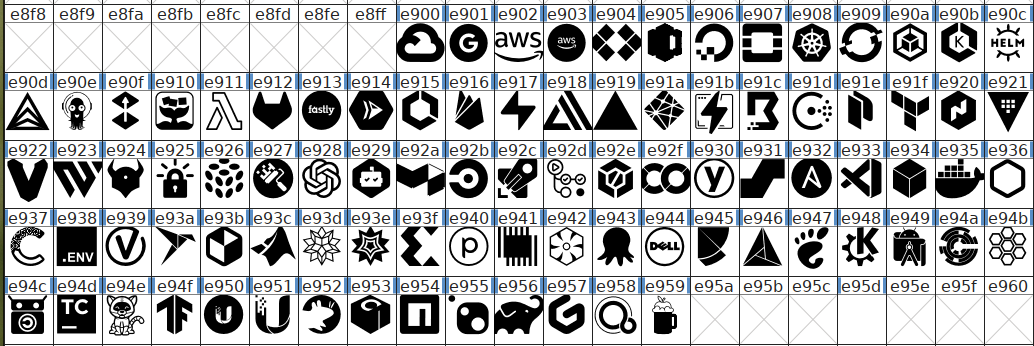 e8f8 e8f9 e8fa e8fb e8fc e8fd e8fe e8ff e900 e901 e902 e903 e904 e905 e906 e907 e908 e909 e90a e90b e90c
G aws aws K HELM
e90d e90e e90f e910 e911 e912 e913 e914 e915 e916 e917 e918 e919 e91a e91b e91c e91d e91e e91f e920 e921
fastly
e922 e923 e924 e925 e926 e927 e928 e929 e92a e92b e92c e92d e92e e92f e930 e931 e932 e933 e934 e935 e936
y A
e937 e938 e939 e93a e93b e93c e93d e93e e93f e940 e941 e942 e943 e944 e945 e946 e947 e948 e949 e94a e94b
.ENV V p DELL K
e94c e94d e94e e94f e950 e951 e952 e953 e954 e955 e956 e957 e958 e959 e95a e95b e95c e95d e95e e95f e960
TC U